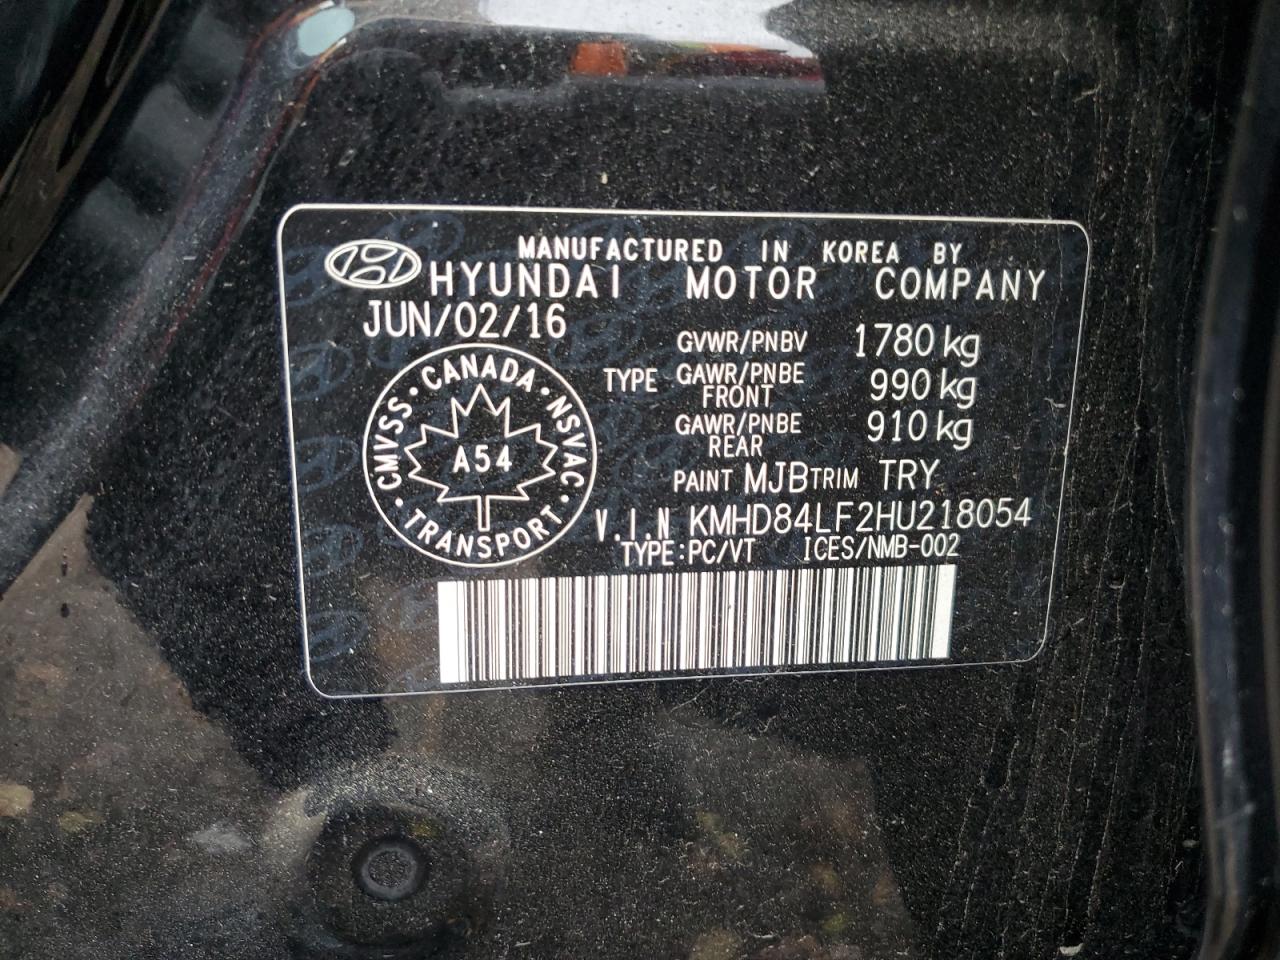 MANUFACTURED IN KOREA BY
HYUNDAI MOTOR COMPANY
JUN/02/16
GVWR/PNBV 1780 kg
TYPE GAWR/PNBE FRONT 990 kg
GAWR/PNBE REAR 910 kg
PAINT MJB TRIM TRY
V.I.N KMHD84LF2HU218054
TYPE:PC/VT ICES/NMB-002
CMVSS · CANADA · NSVAC · TRANSPORT ·
A54